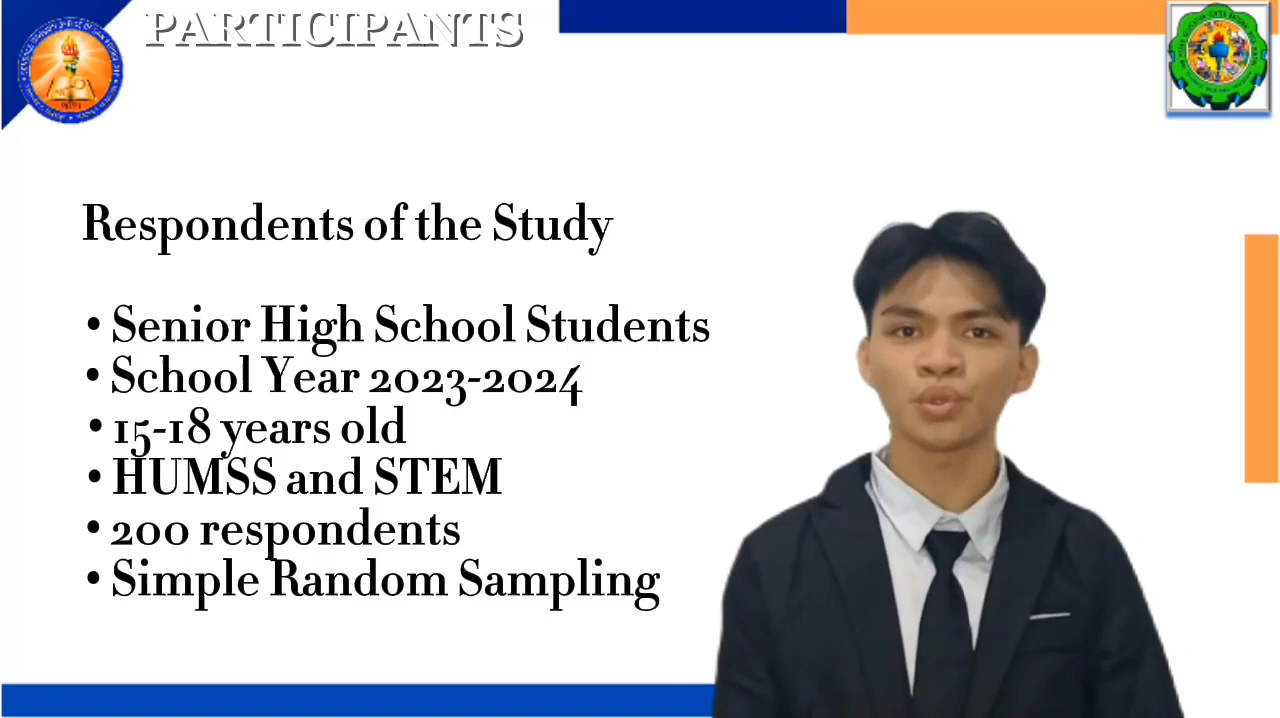 PARTICIPANTS
Respondents of the Study
• Senior High School Students
• School Year 2023-2024
• 15-18 years old
• HUMSS and STEM
• 200 respondents
• Simple Random Sampling